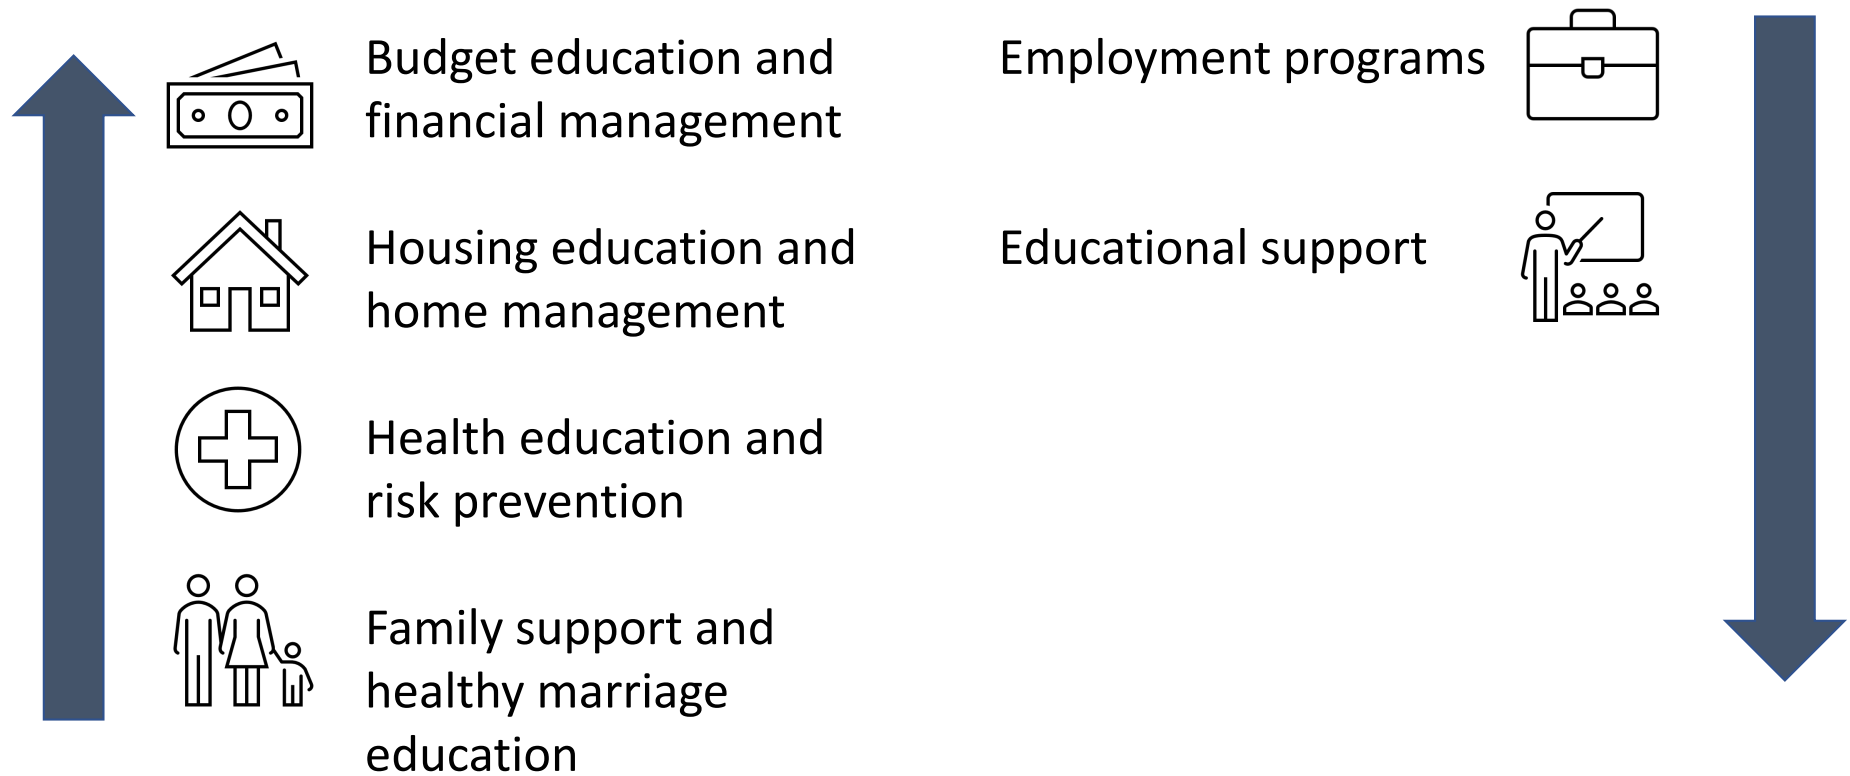 Budget education and
financial management
Housing education and
home management
Health education and
risk prevention
Family support and
healthy marriage
education
Employment programs
Educational support